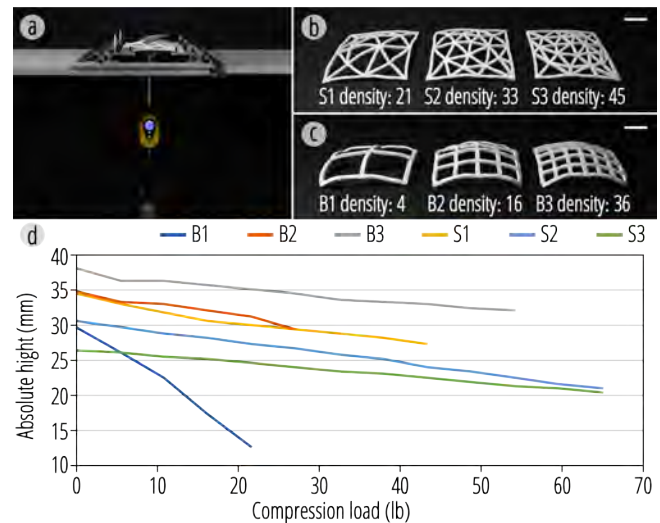 a
b
S1 density: 21 S2 density: 33 S3 density: 45
c
B1 density: 4 B2 density: 16 B3 density: 36
d B1 B2 B3 S1 S2 S3
Absolute hight (mm)
40
35
30
25
20
15
10
0 10 20 30 40 50 60 70
Compression load (lb)